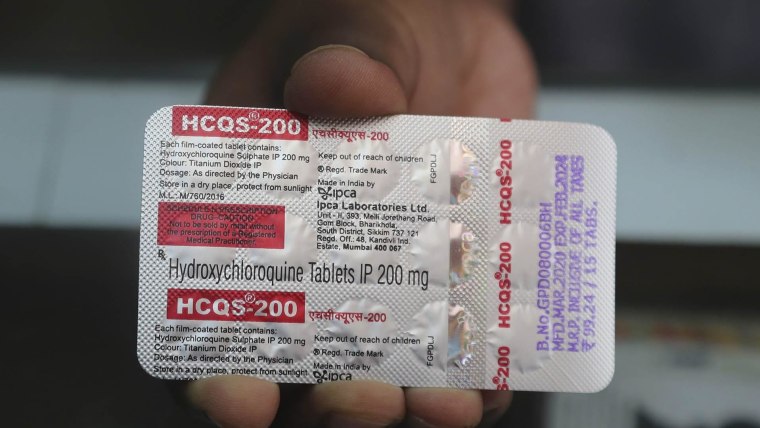 HCQS®-200
एचसीक्यूएस-200
Each film-coated tablet contains:
Hydroxychloroquine Sulphate IP 200 mg
Colour: Titanium Dioxide IP
Dosage: As directed by the Physician
Store in a dry place, protect from sunlight
M.L.: M/760/2016
Keep out of reach of children
® Regd. Trade Mark
Made in India by
ipca
Ipca Laboratories Ltd.
Unit - II, 393, Melli Jorethang Road,
Gom Block, Bharikhola,
South District, Sikkim 737 121
Regd. Off.: 48, Kandivli Ind.
Estate, Mumbai 400 067
SCHEDULE H PRESCRIPTION
DRUG-CAUTION
Not to be sold by retail without
the prescription of a Registered
Medical Practitioner.
FGPDLJ
Rx
Hydroxychloroquine Tablets IP 200 mg
HCQS®-200
एचसीक्यूएस-200
Each film-coated tablet contains:
Hydroxychloroquine Sulphate IP 200 mg
Colour: Titanium Dioxide IP
Dosage: As directed by the Physician
Store in a dry place, protect from sunlight
Keep out of reach of children
® Regd. Trade Mark
Made in India by
ipca
FGPDLJ
HCQS®-200
HCQS®-200
S®-200
B.No.GPD080006BH
MFD.MAR.2020 EXP.FEB.2024
M.R.P. INCLUSIVE OF ALL TAXES
₹ 99.24 / 15 TABS.